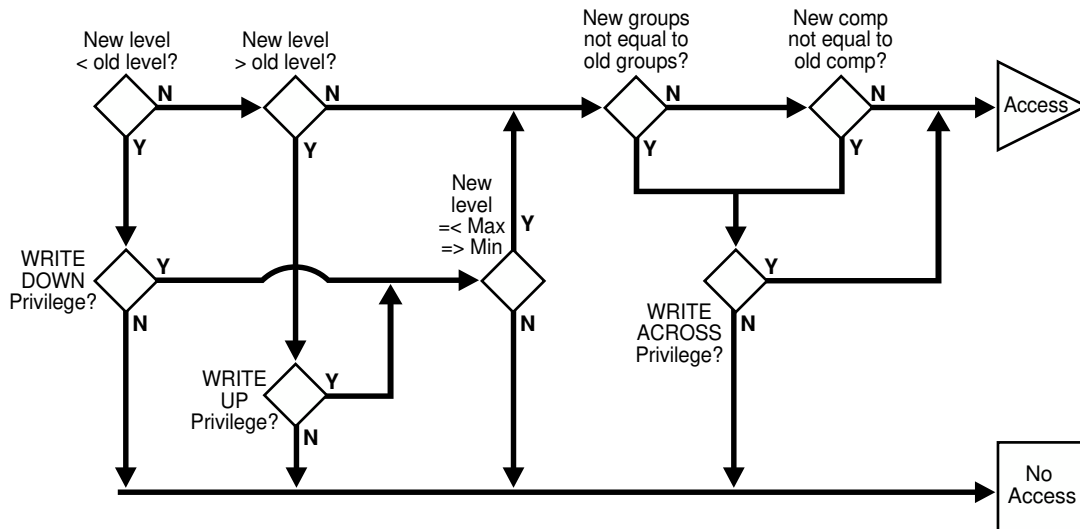 New level
< old level?
New level
> old level?
New groups
not equal to
old groups?
New comp
not equal to
old comp?
N
N
N
N
Access
Y
Y
Y
Y
New
level
=< Max
=> Min
Y
WRITE
DOWN
Privilege?
Y
N
N
Y
WRITE
ACROSS
Privilege?
N
WRITE
UP
Privilege?
Y
N
No
Access